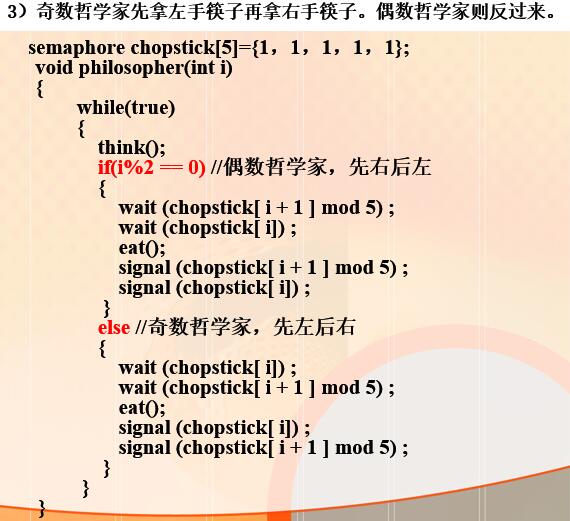 3）奇数哲学家先拿左手筷子再拿右手筷子。偶数哲学家则反过来。
semaphore chopstick[5]={1，1，1，1，1};
void philosopher(int i)
{
while(true)
{
think();
if(i%2 == 0) //偶数哲学家，先右后左
{
wait (chopstick[ i + 1 ] mod 5) ;
wait (chopstick[ i]) ;
eat();
signal (chopstick[ i + 1 ] mod 5) ;
signal (chopstick[ i]) ;
}
else //奇数哲学家，先左后右
{
wait (chopstick[ i]) ;
wait (chopstick[ i + 1 ] mod 5) ;
eat();
signal (chopstick[ i]) ;
signal (chopstick[ i + 1 ] mod 5) ;
}
}
}